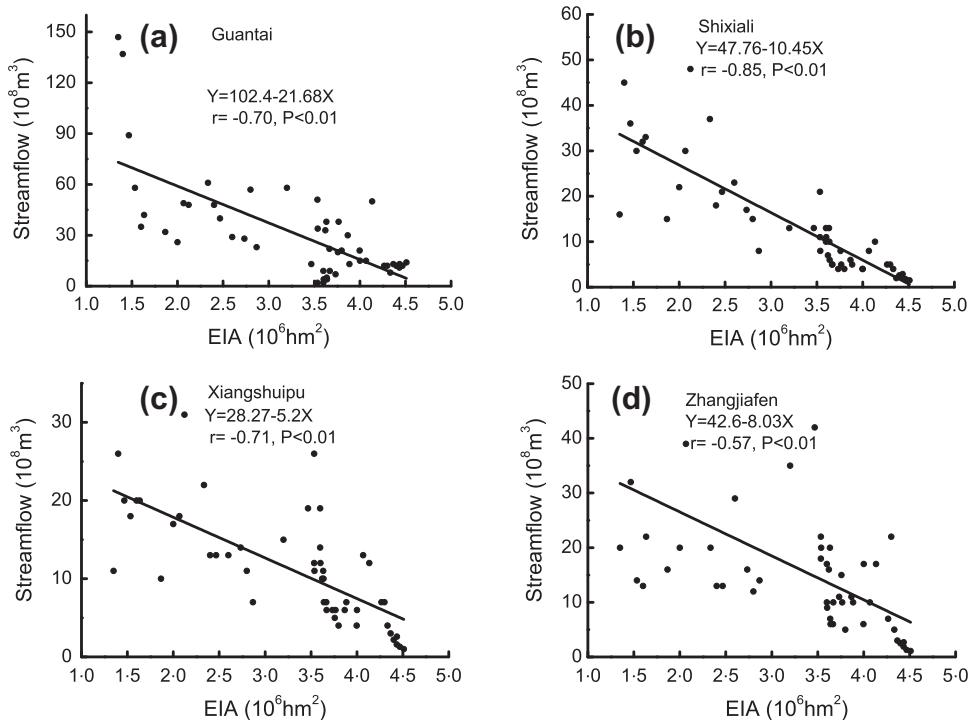 (a)
Guantai
Y=102.4-21.68X
r= -0.70, P<0.01
Streamflow (10⁸m³)
150
120
90
60
30
0
1.0 1.5 2.0 2.5 3.0 3.5 4.0 4.5 5.0
EIA (10⁶hm²)
(b)
Shixiali
Y=47.76-10.45X
r= -0.85, P<0.01
Streamflow (10⁸m³)
60
50
40
30
20
10
0
1·0 1·5 2·0 2·5 3·0 3·5 4·0 4·5 5·0
EIA (10⁶hm²)
(c)
Xiangshuipu
Y=28.27-5.2X
r= -0.71, P<0.01
Streamflow (10⁸m³)
30
20
10
0
1·0 1·5 2·0 2·5 3·0 3·5 4·0 4·5 5·0
EIA (10⁶hm²)
(d)
Zhangjiafen
Y=42.6-8.03X
r= -0.57, P<0.01
Streamflow (10⁸m³)
50
40
30
20
10
0
1·0 1·5 2·0 2·5 3·0 3·5 4·0 4·5 5·0
EIA (10⁶hm²)